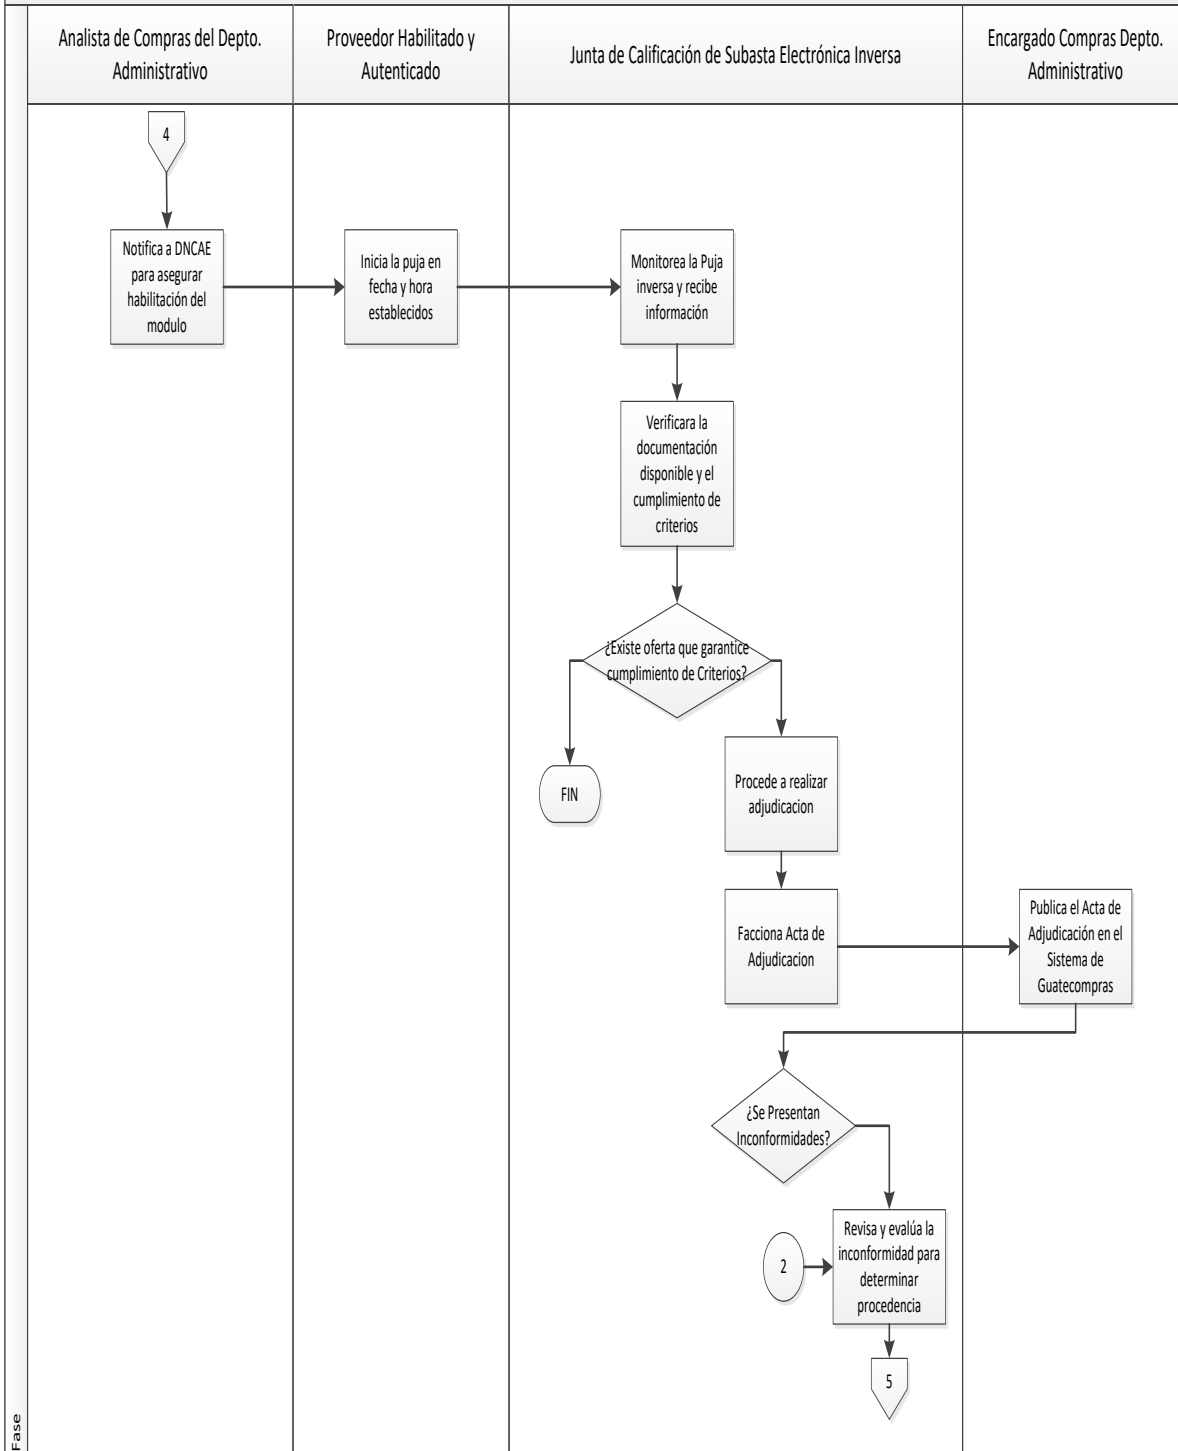 Analista de Compras del Depto.
Administrativo
Proveedor Habilitado y
Autenticado
Junta de Calificación de Subasta Electrónica Inversa
Encargado Compras Depto.
Administrativo
4
Notifica a DNCAE
para asegurar
habilitación del
modulo
Inicia la puja en
fecha y hora
establecidos
Monitorea la Puja
inversa y recibe
información
Verificara la
documentación
disponible y el
cumplimiento de
criterios
¿Existe oferta que garantice
cumplimiento de Criterios?
FIN
Procede a realizar
adjudicacion
Facciona Acta de
Adjudicacion
Publica el Acta de
Adjudicación en el
Sistema de
Guatecompras
¿Se Presentan
Inconformidades?
2
Revisa y evalúa la
inconformidad para
determinar
procedencia
5
Fase